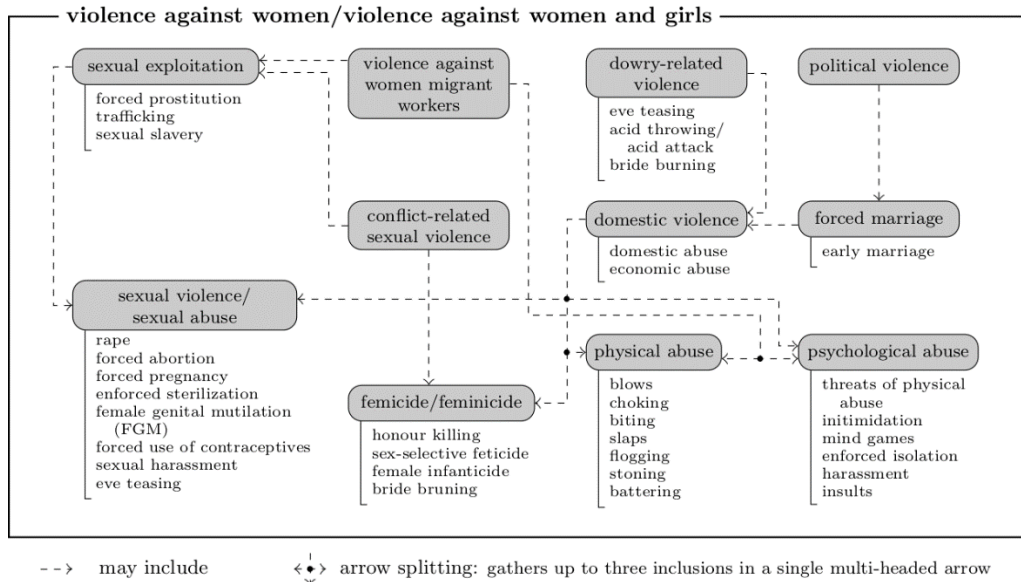 violence against women/violence against women and girls
sexual exploitation
forced prostitution
trafficking
sexual slavery
violence against
women migrant
workers
dowry-related
violence
eve teasing
acid throwing/
acid attack
bride burning
political violence
conflict-related
sexual violence
domestic violence
domestic abuse
economic abuse
forced marriage
early marriage
sexual violence/
sexual abuse
rape
forced abortion
forced pregnancy
enforced sterilization
female genital mutilation
(FGM)
forced use of contraceptives
sexual harassment
eve teasing
femicide/feminicide
honour killing
sex-selective feticide
female infanticide
bride bruning
physical abuse
blows
choking
biting
slaps
flogging
stoning
battering
psychological abuse
threats of physical
abuse
initimidation
mind games
enforced isolation
harassment
insults
may include
arrow splitting: gathers up to three inclusions in a single multi-headed arrow